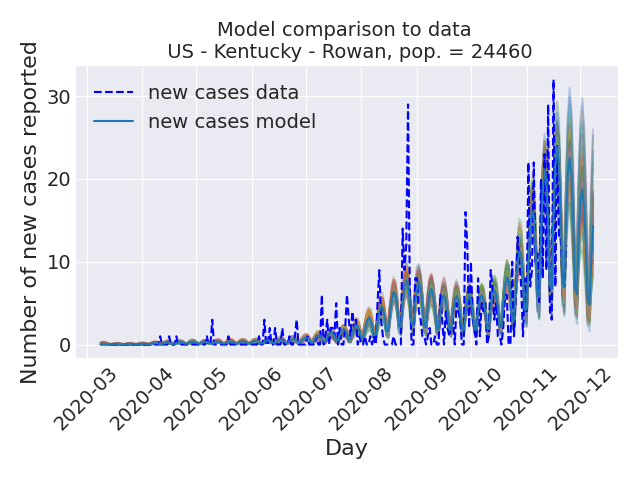 Model comparison to data
US - Kentucky - Rowan, pop. = 24460
Number of new cases reported
30
20
10
0
new cases data
new cases model
2020-03
2020-04
2020-05
2020-06
2020-07
2020-08
2020-09
2020-10
2020-11
2020-12
Day